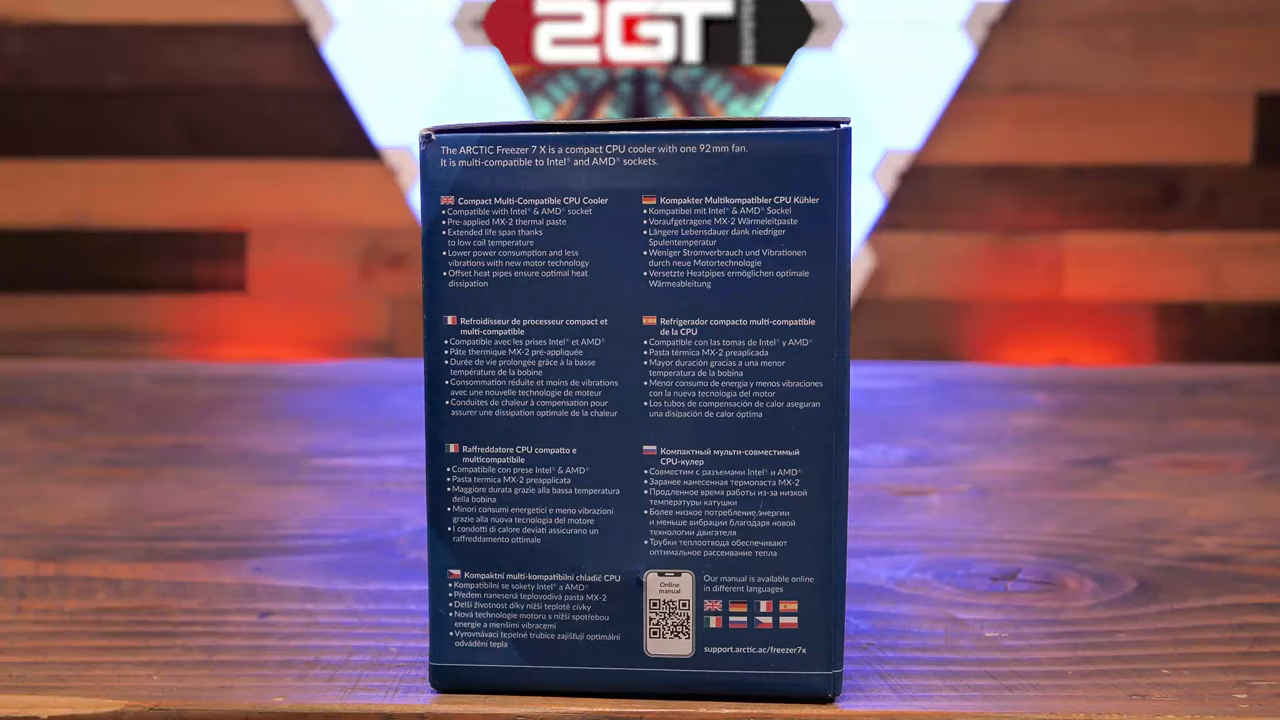 2GT
The ARCTIC Freezer 7 X is a compact CPU cooler with one 92 mm fan.
It is multi-compatible to Intel® and AMD® sockets.
Compact Multi-Compatible CPU Cooler
• Compatible with Intel® & AMD® socket
• Pre-applied MX-2 thermal paste
• Extended life span thanks
to low coil temperature
• Lower power consumption and less
vibrations with new motor technology
• Offset heat pipes ensure optimal heat
dissipation
Kompakter Multikompatibler CPU Kühler
• Kompatibel mit Intel® & AMD® Sockel
• Voraufgetragene MX-2 Wärmeleitpaste
• Längere Lebensdauer dank niedriger
Spulentemperatur
• Weniger Stromverbrauch und Vibrationen
durch neue Motortechnologie
• Versetzte Heatpipes ermöglichen optimale
Wärmeableitung
Refroidisseur de processeur compact et
multi-compatible
• Compatible avec les prises Intel® et AMD®
• Pâte thermique MX-2 pré-appliquée
• Durée de vie prolongée grâce à la basse
température de la bobine
• Consommation réduite et moins de vibrations
avec une nouvelle technologie de moteur
• Conduites de chaleur à compensation pour
assurer une dissipation optimale de la chaleur
Refrigerador compacto multi-compatible
de la CPU
• Compatible con las tomas de Intel® y AMD®
• Pasta térmica MX-2 preaplicada
• Mayor duración gracias a una menor
temperatura de la bobina
• Menor consumo de energía y menos vibraciones
con la nueva tecnología del motor
• Los tubos de compensación de calor aseguran
una disipación de calor óptima
Raffreddatore CPU compatto e
multicompatibile
• Compatibile con prese Intel® & AMD®
• Pasta termica MX-2 preapplicata
• Maggiore durata grazie alla bassa temperatura
della bobina
• Minori consumi energetici e meno vibrazioni
grazie alla nuova tecnologia del motore
• I condotti di calore deviati assicurano un
raffreddamento ottimale
Компактный мульти-совместимый
CPU-кулер
• Совместим с разъемами Intel® и AMD®
• Заранее нанесенная термопаста MX-2
• Продленное время работы из-за низкой
температуры катушки
• Более низкое потребление энергии
и меньше вибрации благодаря новой
технологии двигателя
• Трубки теплоотвода обеспечивают
оптимальное рассеивание тепла
Kompaktní multi-kompatibilní chladič CPU
• Kompatibilní se sokety Intel® a AMD®
• Předem nanesená teplovodivá pasta MX-2
• Delší životnost díky nižší teplotě cívky
• Nová technologie motoru s nižší spotřebou
energie a menšími vibracemi
• Vyrovnávací tepelné trubice zajišťují optimální
odvádění tepla
Online
manual
Our manual is available online
in different languages
support.arctic.ac/freezer7x